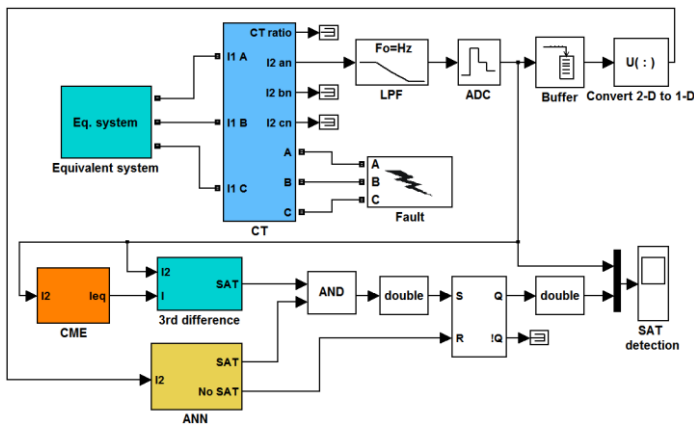 CT ratio
I1 A
I2 an
Fo=Hz
LPF
ADC
Buffer
U( : )
Convert 2-D to 1-D
I2 bn
Eq. system
Equivalent system
I1 B
I2 cn
A
B
C
I1 C
CT
A
B
C
Fault
I2
Ieq
CME
I2
I
SAT
3rd difference
AND
double
S
Q
R
!Q
double
SAT
detection
I2
SAT
No SAT
ANN